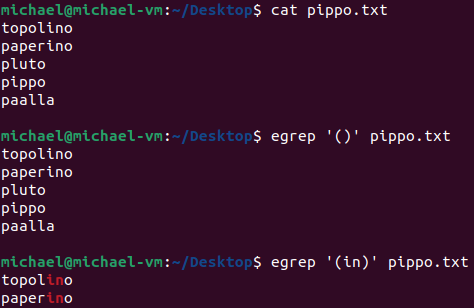 michael@michael-vm:~/Desktop$ cat pippo.txt
topolino
paperino
pluto
pippo
paalla
michael@michael-vm:~/Desktop$ egrep '()' pippo.txt
topolino
paperino
pluto
pippo
paalla
michael@michael-vm:~/Desktop$ egrep '(in)' pippo.txt
topolino
paperino